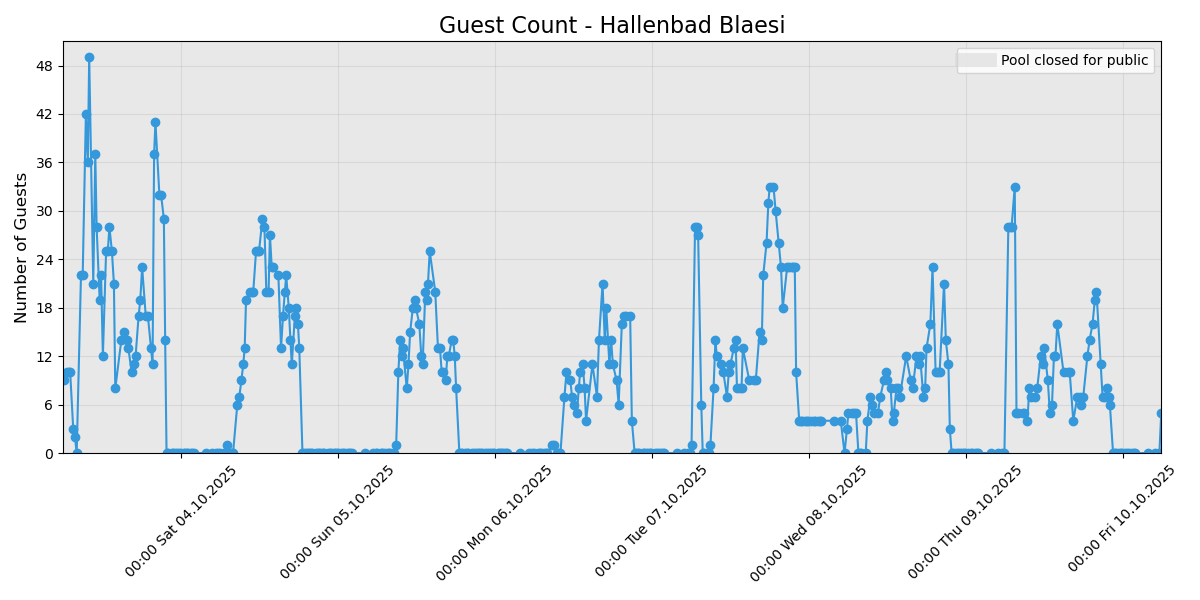 Guest Count - Hallenbad Blaesi
Pool closed for public
Number of Guests
48
42
36
30
24
18
12
6
0
00:00 Sat 04.10.2025
00:00 Sun 05.10.2025
00:00 Mon 06.10.2025
00:00 Tue 07.10.2025
00:00 Wed 08.10.2025
00:00 Thu 09.10.2025
00:00 Fri 10.10.2025